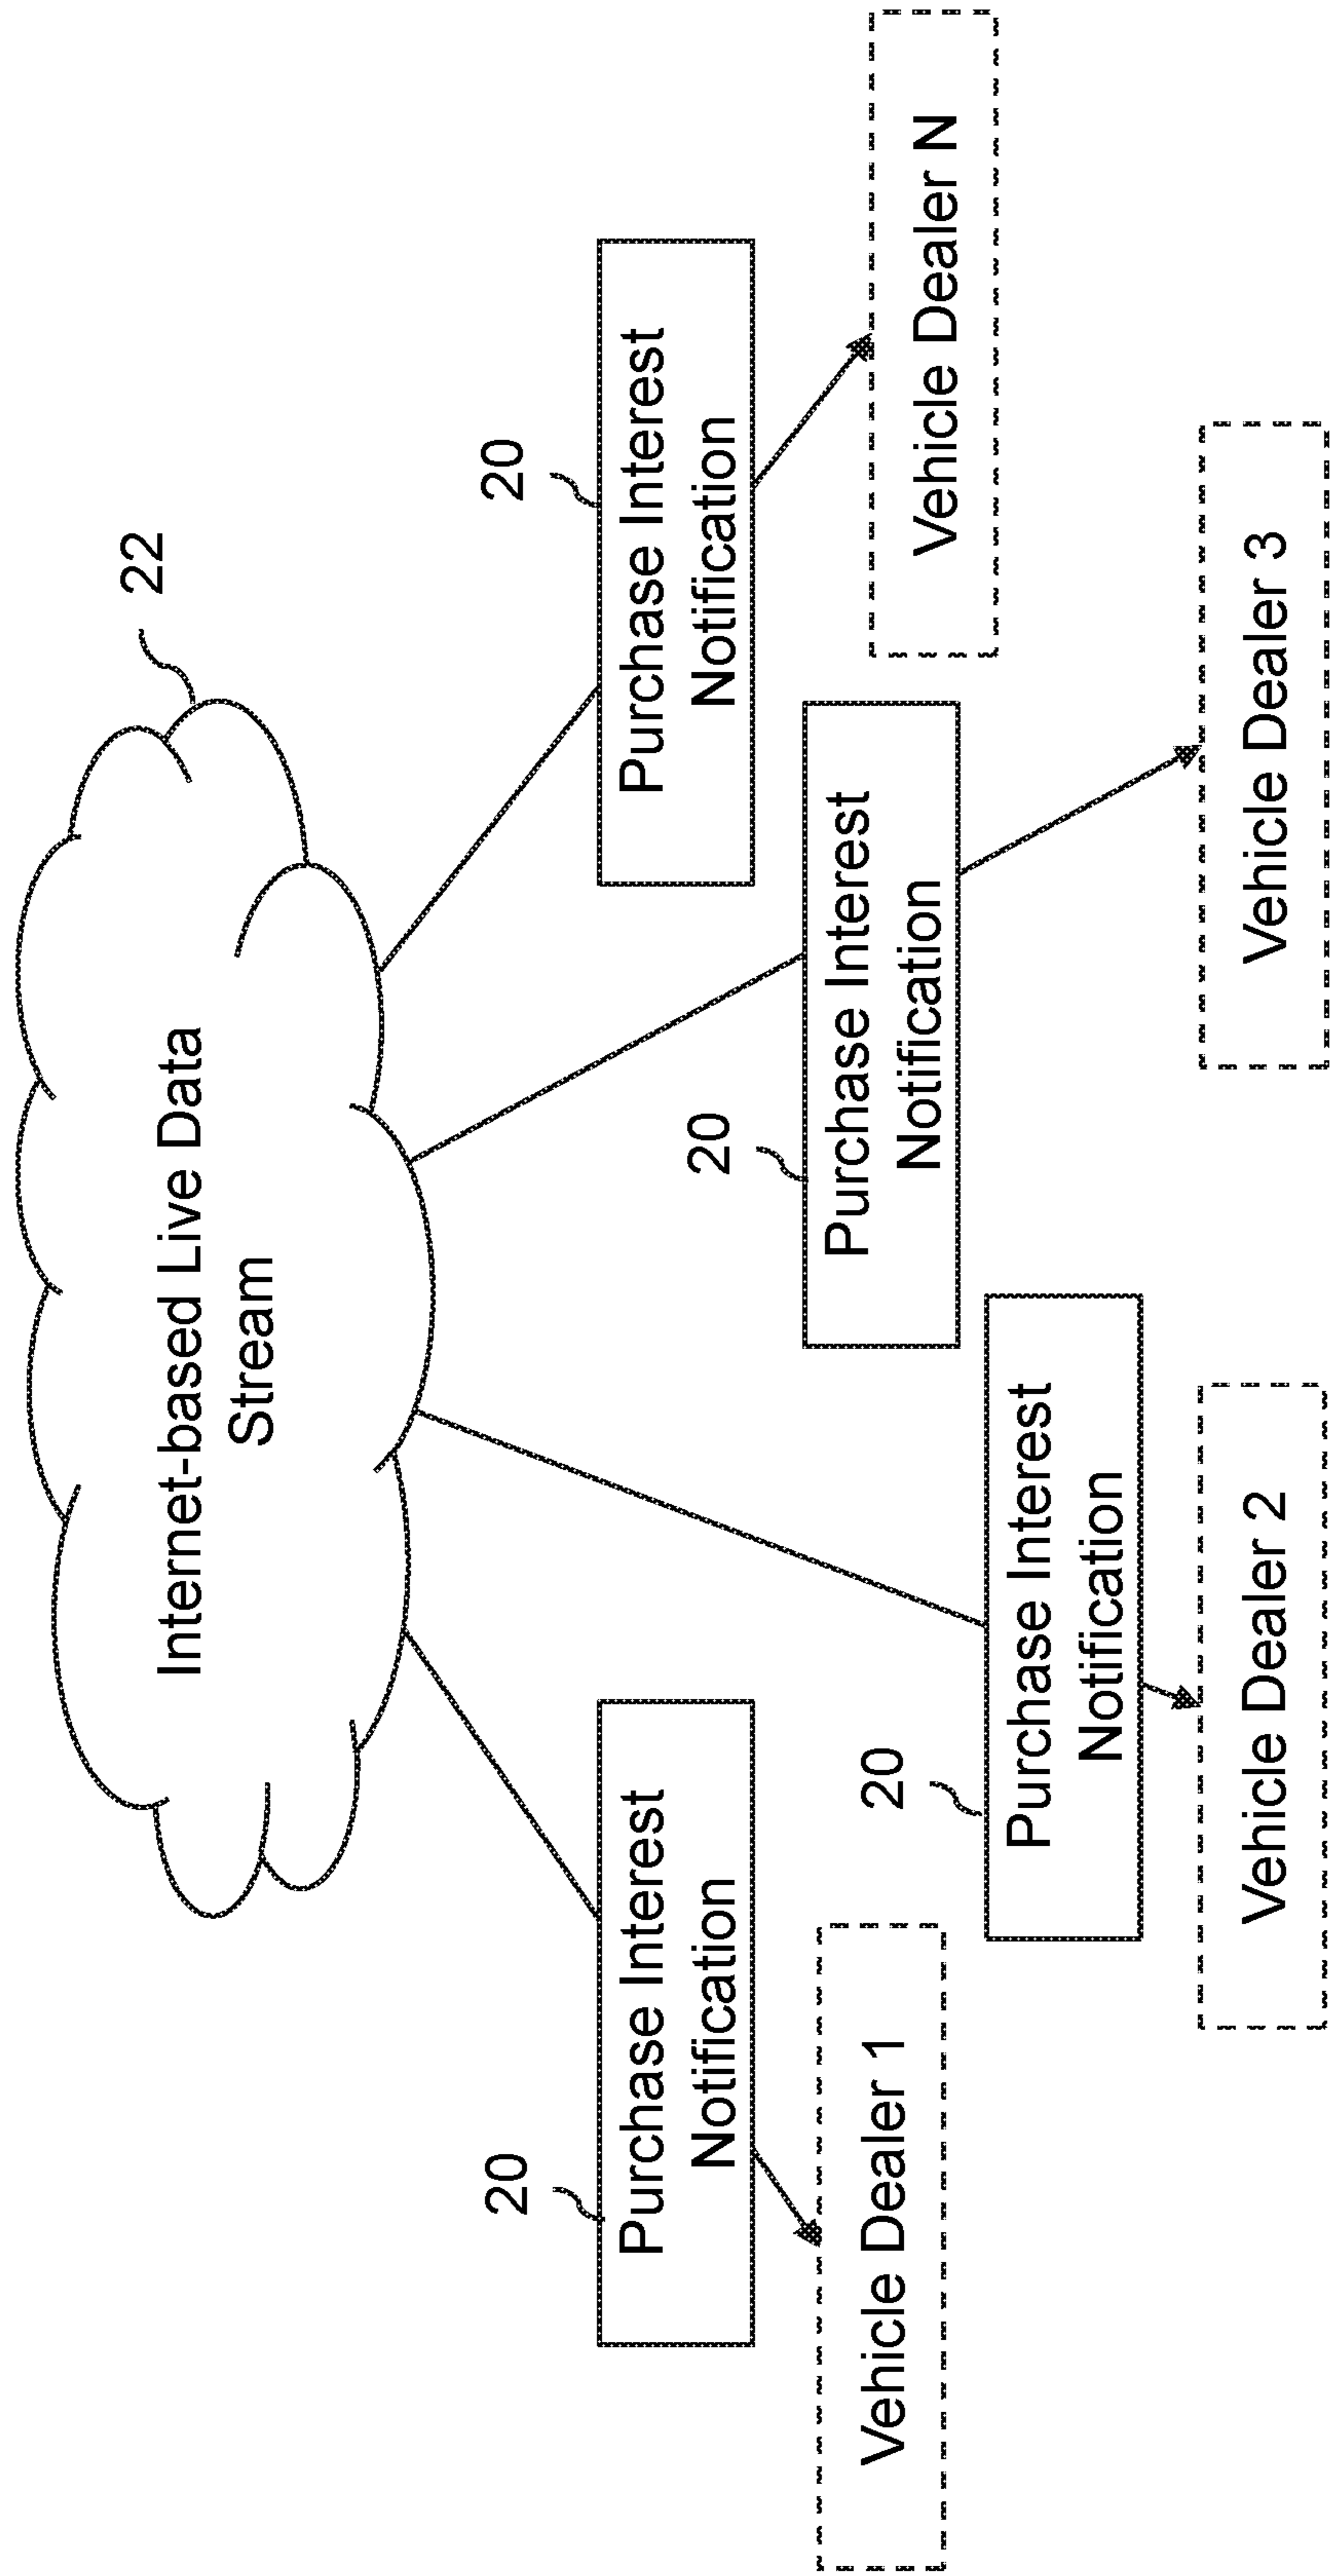 22
Internet-based Live Data
Stream
20
Purchase Interest
Notification
Vehicle Dealer 1
20
Purchase Interest
Notification
Vehicle Dealer 2
20
Purchase Interest
Notification
Vehicle Dealer 3
20
Purchase Interest
Notification
Vehicle Dealer N